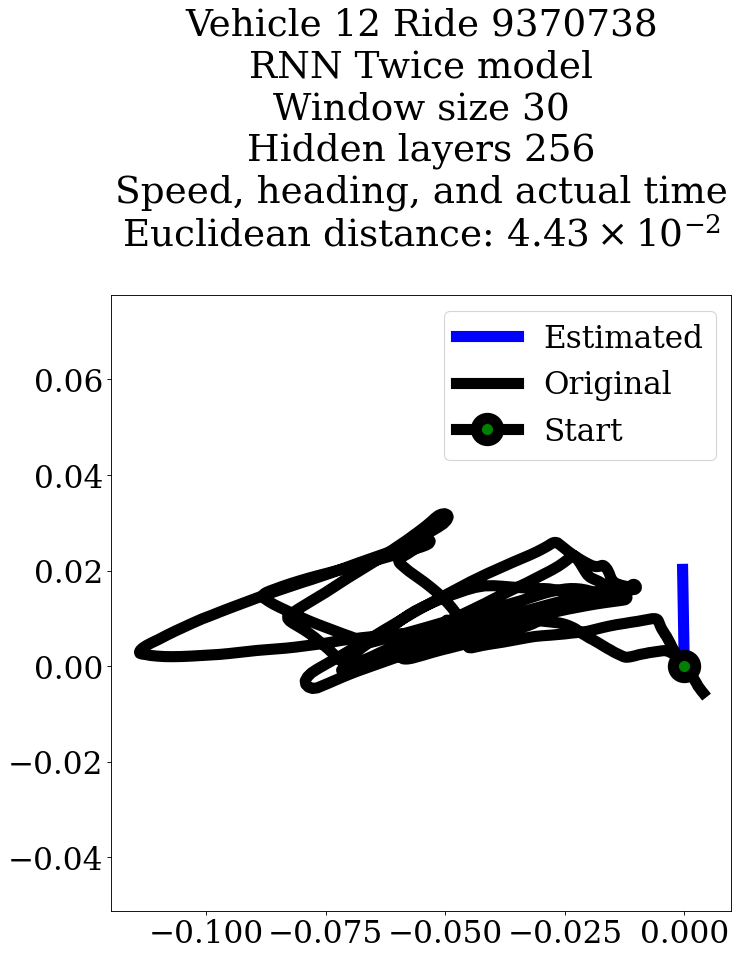 Vehicle 12 Ride 9370738
RNN Twice model
Window size 30
Hidden layers 256
Speed, heading, and actual time
Euclidean distance: 4.43 × 10⁻²
Estimated
Original
Start
0.06
0.04
0.02
0.00
−0.02
−0.04
−0.100 −0.075 −0.050 −0.025 0.000